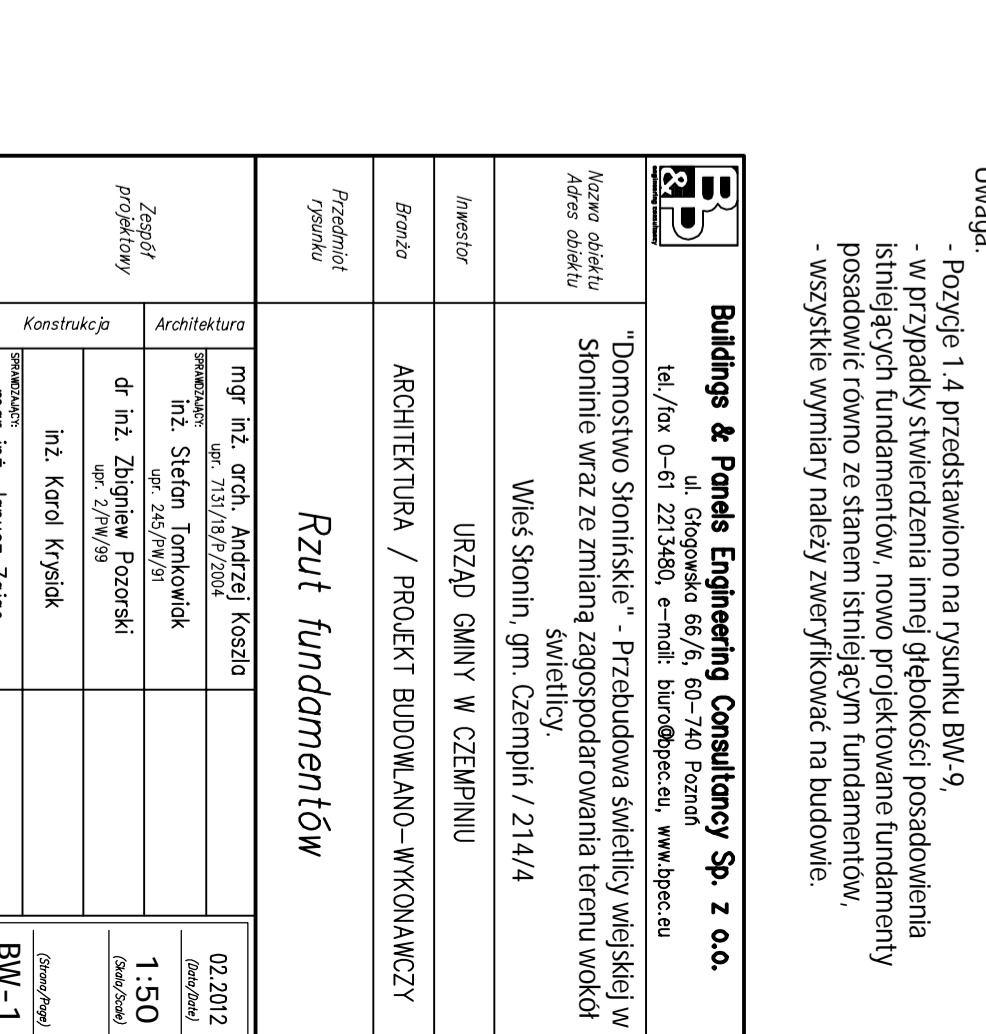 Uwaga.
- Pozycje 1.4 przedstawiono na rysunku BW-9,
- w przypadky stwierdzenia innej głębokości posadowienia
istniejących fundamentów, nowo projektowane fundamenty
posadowić równo ze stanem istniejącym fundamentów,
- wszystkie wymiary należy zweryfikować na budowie.
B&P
engineering consultancy
Buildings & Panels Engineering Consultancy Sp. z o.o.
ul. Głogowska 66/6, 60-740 Poznań
tel./fax 0-61 2213480, e-mail: biuro@bpec.eu, www.bpec.eu
Nazwa obiektu
Adres obiektu
"Domostwo Słonińskie" - Przebudowa świetlicy wiejskiej w
Słoninie wraz ze zmianą zagospodarowania terenu wokół
świetlicy.
Wieś Słonin, gm. Czempiń / 214/4
Inwestor
URZĄD GMINY W CZEMPINIU
Branża
ARCHITEKTURA / PROJEKT BUDOWLANO-WYKONAWCZY
Przedmiot
rysunku
Rzut fundamentów
Zespół
projektowy
Architektura
mgr inż. arch. Andrzej Koszla
upr. 7131/18/P/2004
SPRAWDZAJĄCY:
inż. Stefan Tomkowiak
upr. 245/PW/91
Konstrukcja
dr inż. Zbigniew Pozorski
upr. 2/PW/99
inż. Karol Krysiak
SPRAWDZAJĄCY:
02.2012
(Data/Date)
1:50
(Skala/Scale)
(Strona/Page)
BW-1